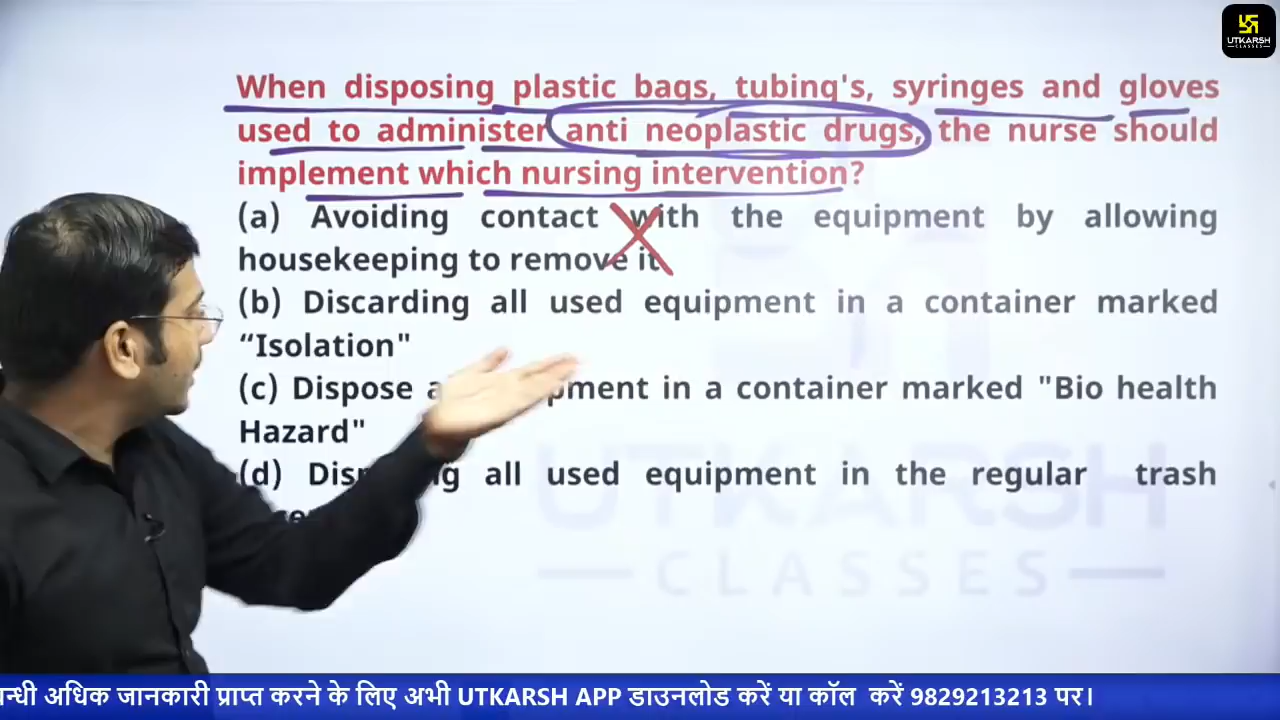 UTKARSH
CLASSES
When disposing plastic bags, tubing's, syringes and gloves
used to administer anti neoplastic drugs, the nurse should
implement which nursing intervention?
(a) Avoiding contact with the equipment by allowing
housekeeping to remove it
(b) Discarding all used equipment in a container marked
“Isolation"
(c) Dispose a pment in a container marked "Bio health
Hazard"
(d) Dis g all used equipment in the regular trash
UTKARSH
CLASSES
न्धी अधिक जानकारी प्राप्त करने के लिए अभी UTKARSH APP डाउनलोड करें या कॉल करें 9829213213 पर।